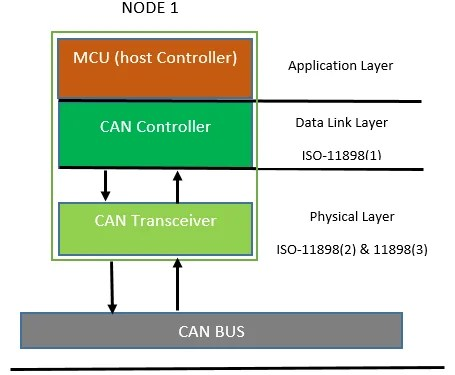 NODE 1
MCU (host Controller)
Application Layer
CAN Controller
Data Link Layer
ISO-11898(1)
CAN Transceiver
Physical Layer
ISO-11898(2) & 11898(3)
CAN BUS